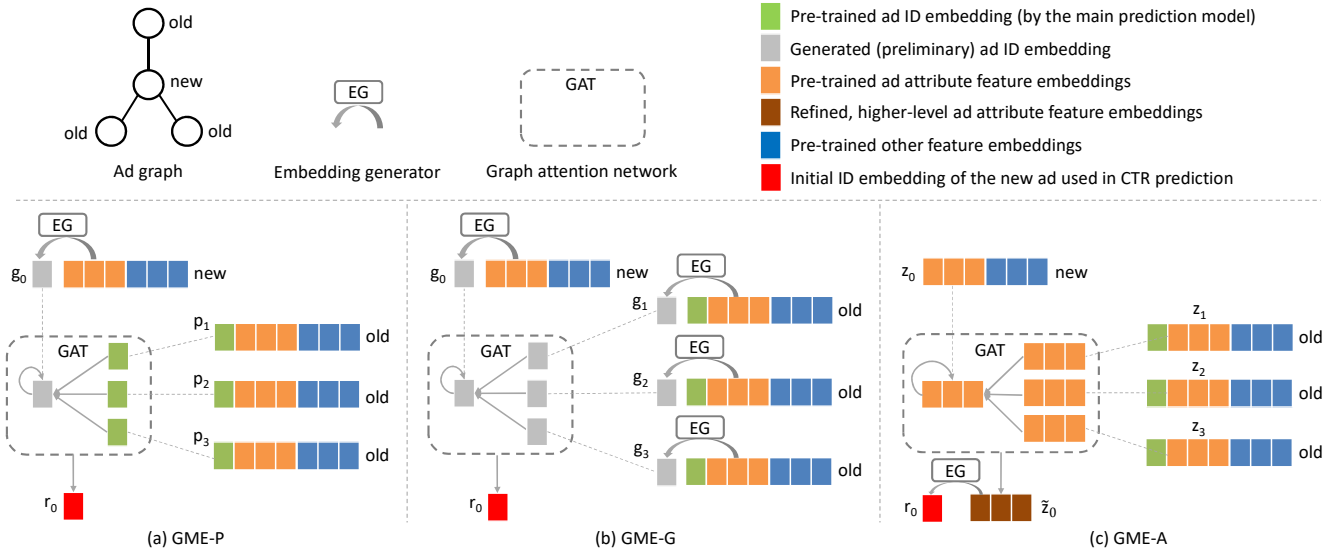 old
new
old
old
Ad graph
EG
Embedding generator
GAT
Graph attention network
Pre-trained ad ID embedding (by the main prediction model)
Generated (preliminary) ad ID embedding
Pre-trained ad attribute feature embeddings
Refined, higher-level ad attribute feature embeddings
Pre-trained other feature embeddings
Initial ID embedding of the new ad used in CTR prediction
EG
g0
new
p1
old
GAT
p2
old
p3
old
r0
(a) GME-P
EG
g0
new
EG
g1
old
GAT
EG
g2
old
EG
g3
old
r0
(b) GME-G
z0
new
z1
old
GAT
z2
old
z3
old
EG
r0
z̃0
(c) GME-A